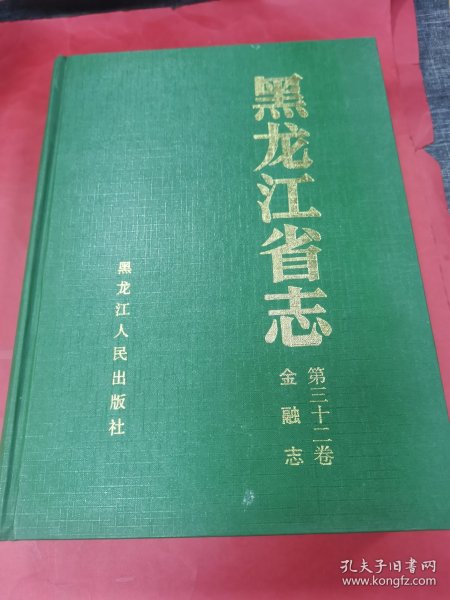 黑龙江省志
第三十二卷
金融志
黑龙江人民出版社
孔夫子旧书网
www.kongfz.com